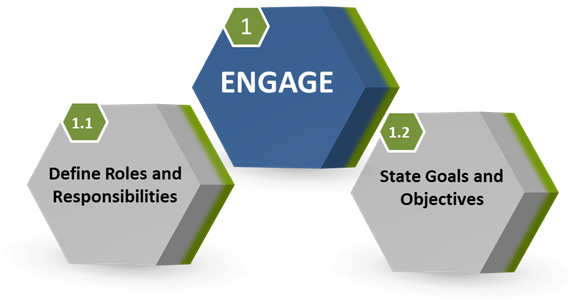 1
ENGAGE
1.1
Define Roles and
Responsibilities
1.2
State Goals and
Objectives